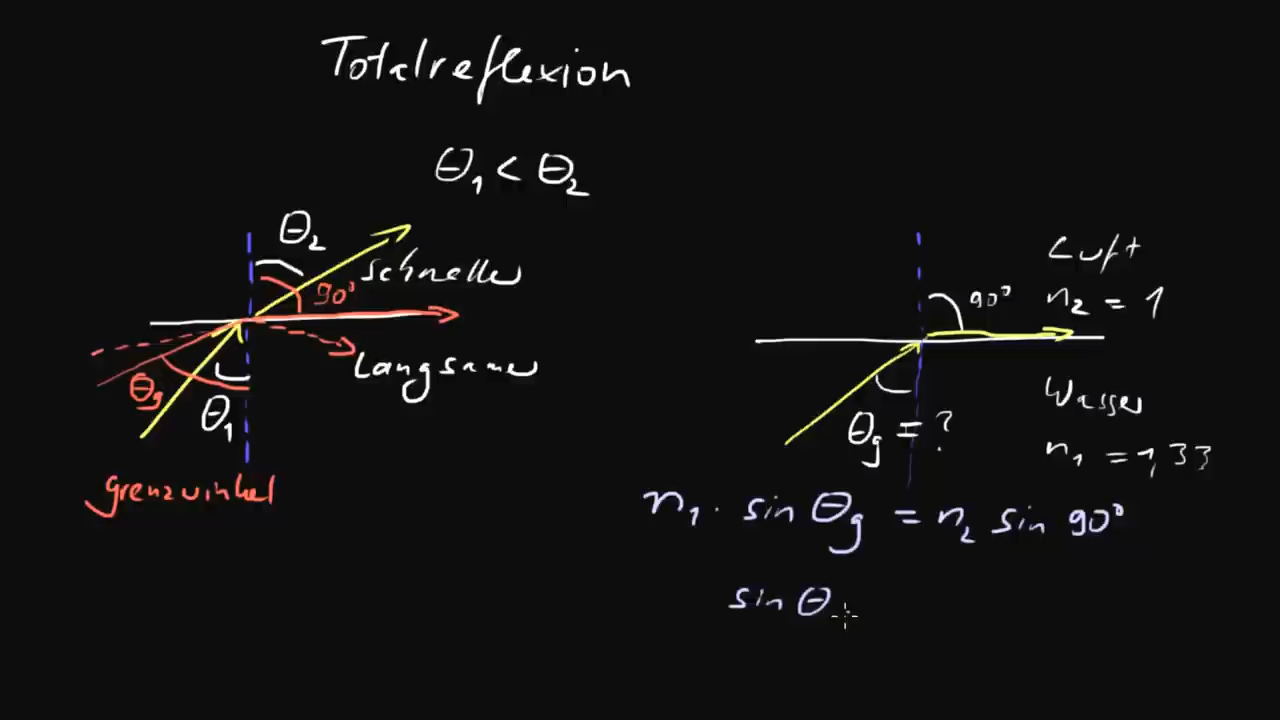 Totalreflexion
θ₁ < θ₂
θ₂
schneller
90°
langsamer
θg
θ₁
grenzwinkel
Luft
90°
n₂ = 1
Wasser
θg = ?
n₁ = 1,33
n₁ · sin θg = n₂ sin 90°
sin θ